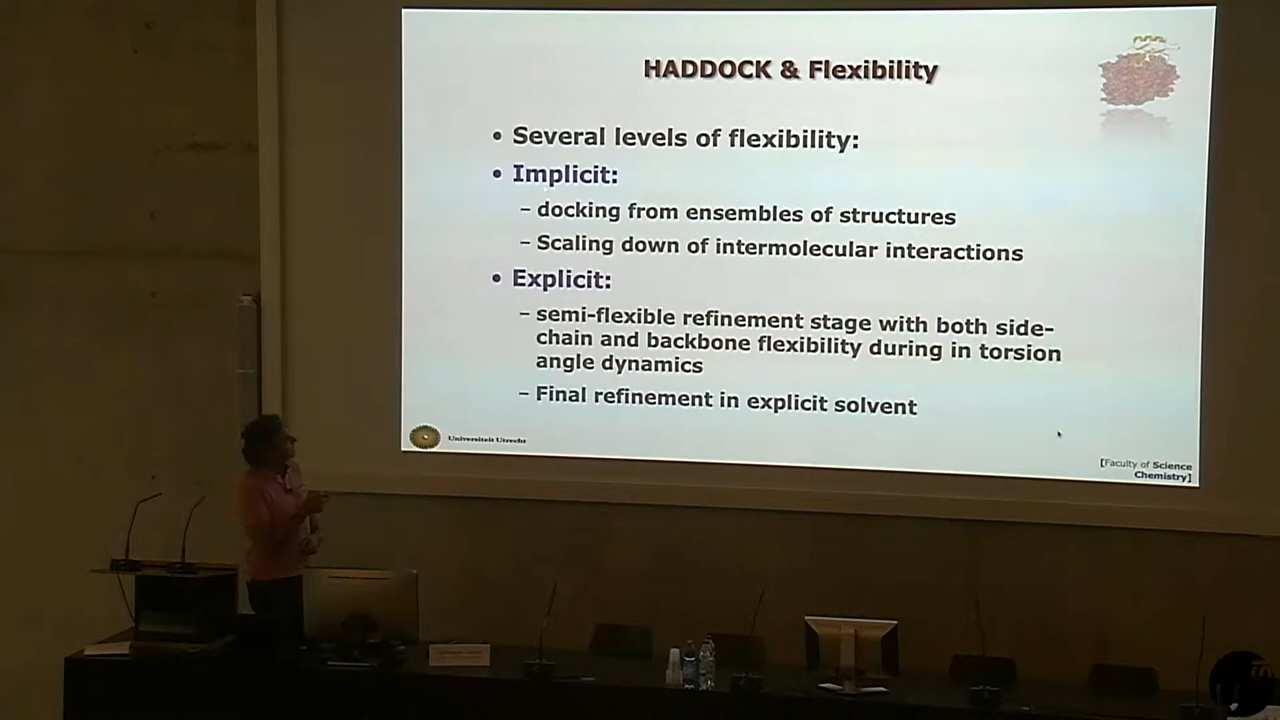 HADDOCK & Flexibility
• Several levels of flexibility:
• Implicit:
– docking from ensembles of structures
– Scaling down of intermolecular interactions
• Explicit:
– semi-flexible refinement stage with both side-
chain and backbone flexibility during in torsion
angle dynamics
– Final refinement in explicit solvent
Universiteit Utrecht
[Faculty of Science
Chemistry]